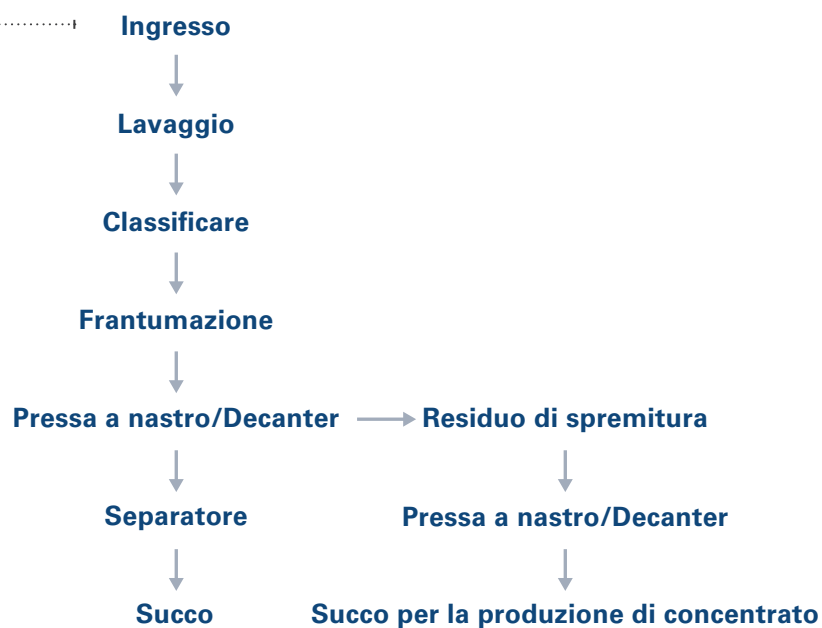 Ingresso
Lavaggio
Classificare
Frantumazione
Pressa a nastro/Decanter
Residuo di spremitura
Separatore
Pressa a nastro/Decanter
Succo
Succo per la produzione di concentrato